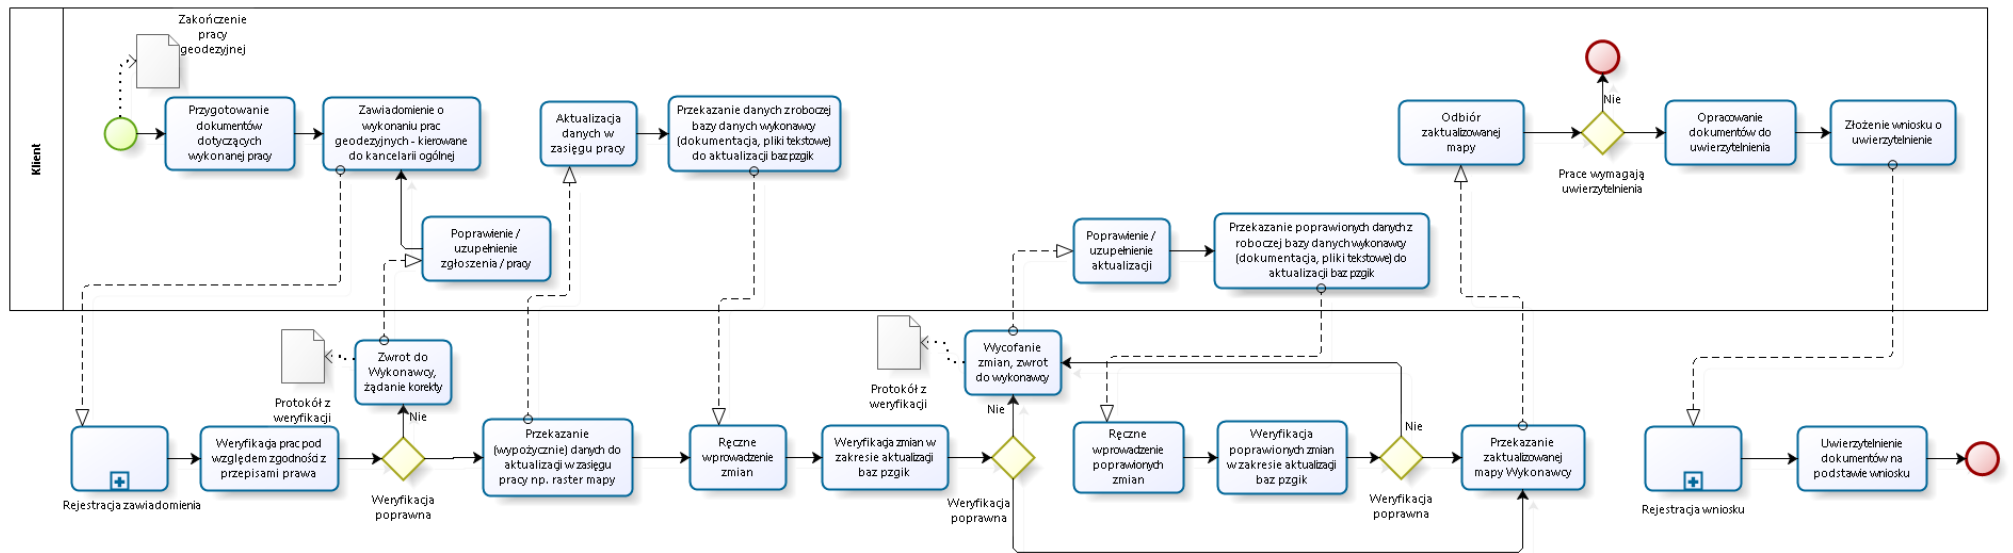 Klient
Zakończenie
pracy
geodezyjnej
Przygotowanie
dokumentów
dotyczących
wykonanej pracy
Zawiadomienie o
wykonaniu prac
geodezyjnych - kierowane
do kancelarii ogólnej
Poprawienie /
uzupełnienie
zgłoszenia / pracy
Aktualizacja
danych w
zasięgu pracy
Przekazanie danych z roboczej
bazy danych wykonawcy
(dokumentacja, pliki tekstowe)
do aktualizacji baz pzgik
Poprawienie /
uzupełnienie
aktualizacji
Przekazanie poprawionych danych z
roboczej bazy danych wykonawcy
(dokumentacja, pliki tekstowe) do
aktualizacji baz pzgik
Odbiór
zaktualizowanej
mapy
Nie
Prace wymagają
uwierzytelnienia
Opracowanie
dokumentów do
uwierzytelnienia
Złożenie wniosku o
uwierzytelnienie
Rejestracja zawiadomienia
Weryfikacja prac pod
względem zgodności z
przepisami prawa
Protokół z
weryfikacji
Zwrot do
Wykonawcy,
żądanie korekty
Nie
Weryfikacja
poprawna
Przekazanie
(wypożycznie) danych do
aktualizacji w zasięgu
pracy np. raster mapy
Ręczne
wprowadzenie
zmian
Weryfikacja zmian w
zakresie aktualizacji
baz pzgik
Protokół z
weryfikacji
Wycofanie
zmian, zwrot
do wykonawcy
Nie
Weryfikacja
poprawna
Ręczne
wprowadzenie
poprawionych
zmian
Weryfikacja
poprawionych zmian
w zakresie aktualizacji
baz pzgik
Nie
Weryfikacja
poprawna
Przekazanie
zaktualizowanej
mapy Wykonawcy
Rejestracja wniosku
Uwierzytelnienie
dokumentów na
podstawie wniosku